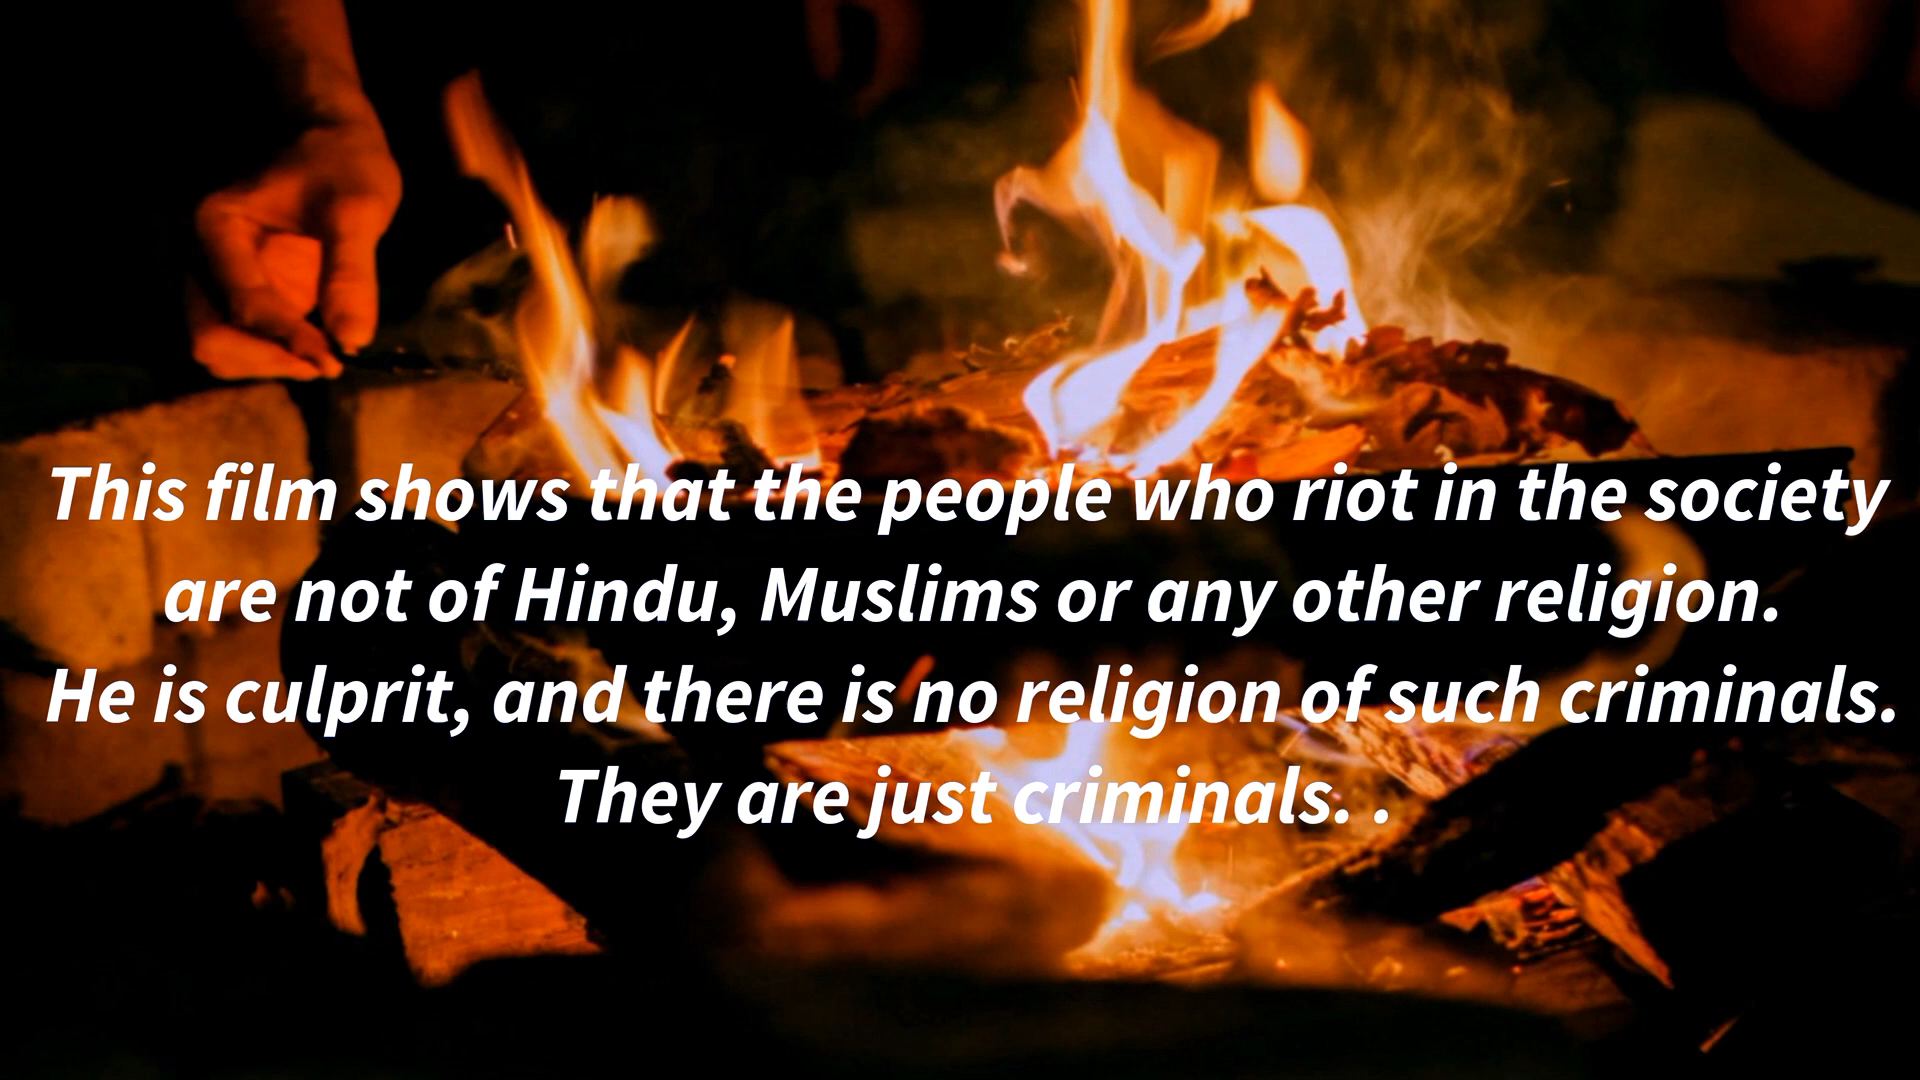 This film shows that the people who riot in the society
are not of Hindu, Muslims or any other religion.
He is culprit, and there is no religion of such criminals.
They are just criminals. .